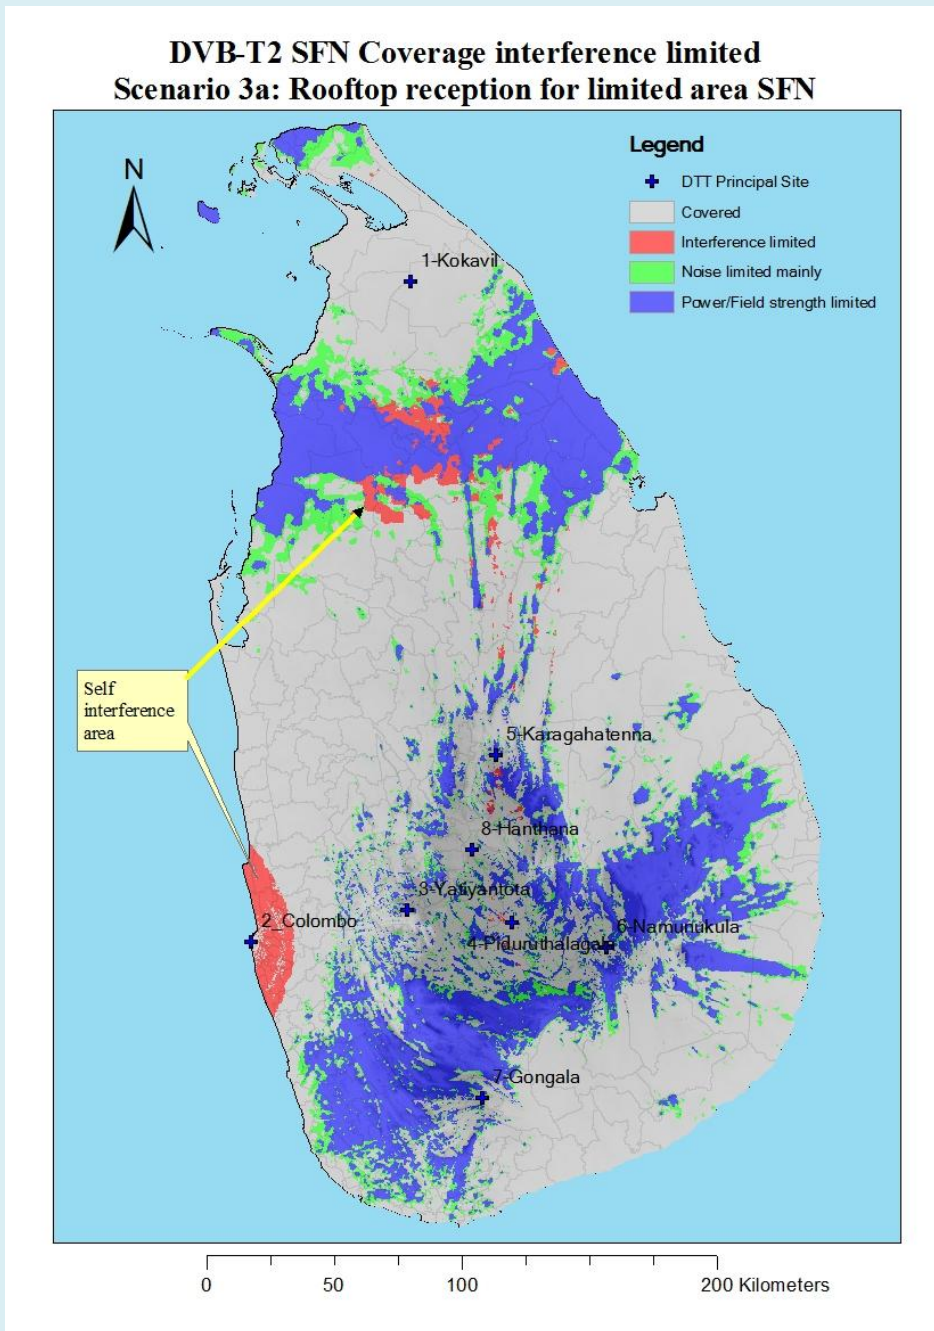 DVB-T2 SFN Coverage interference limited
Scenario 3a: Rooftop reception for limited area SFN
N
Legend
DTT Principal Site
Covered
Interference limited
Noise limited mainly
Power/Field strength limited
1-Kokavil
Self
interference
area
5-Karagahatenna
8-Hanthana
3-Yatiyantota
2_Colombo
6-Namunukula
4-Piduruthalagala
7-Gongala
0 50 100 200 Kilometers